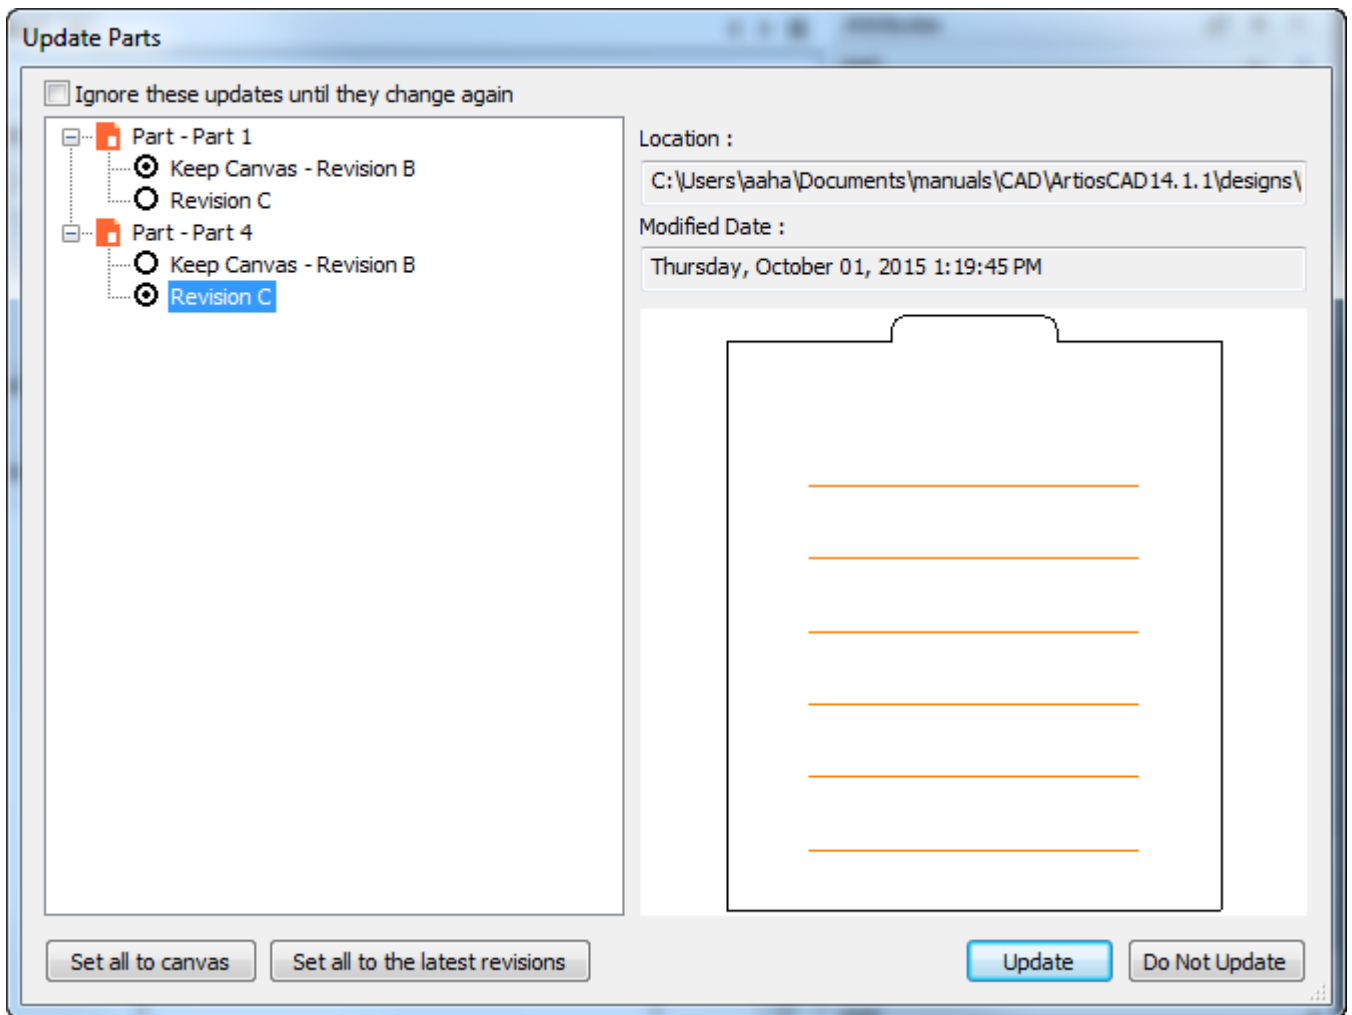 Update Parts
Ignore these updates until they change again
Part - Part 1
Keep Canvas - Revision B
Revision C
Part - Part 4
Keep Canvas - Revision B
Revision C
Location :
C:\Users\aaha\Documents\manuals\CAD\ArtiosCAD14.1.1\designs\
Modified Date :
Thursday, October 01, 2015 1:19:45 PM
Set all to canvas
Set all to the latest revisions
Update
Do Not Update